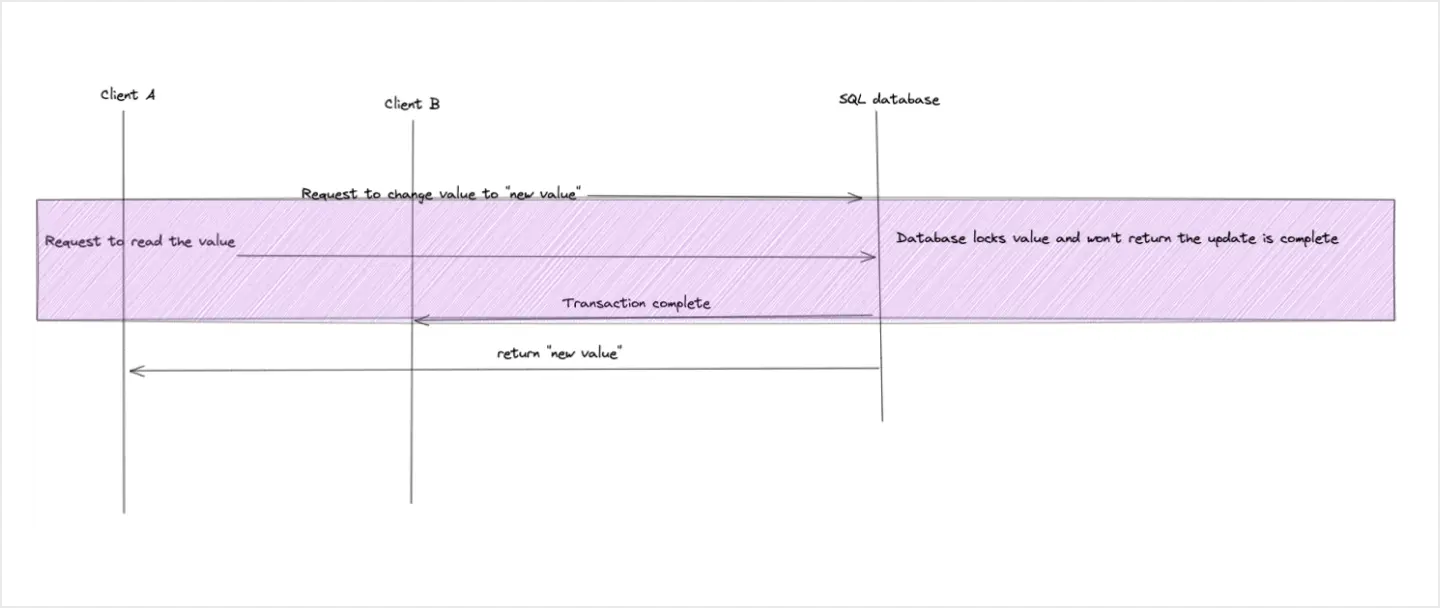 Client A
Client B
SQL database
Request to change value to "new value"
Request to read the value
Database locks value and won't return the update is complete
Transaction complete
return "new value"